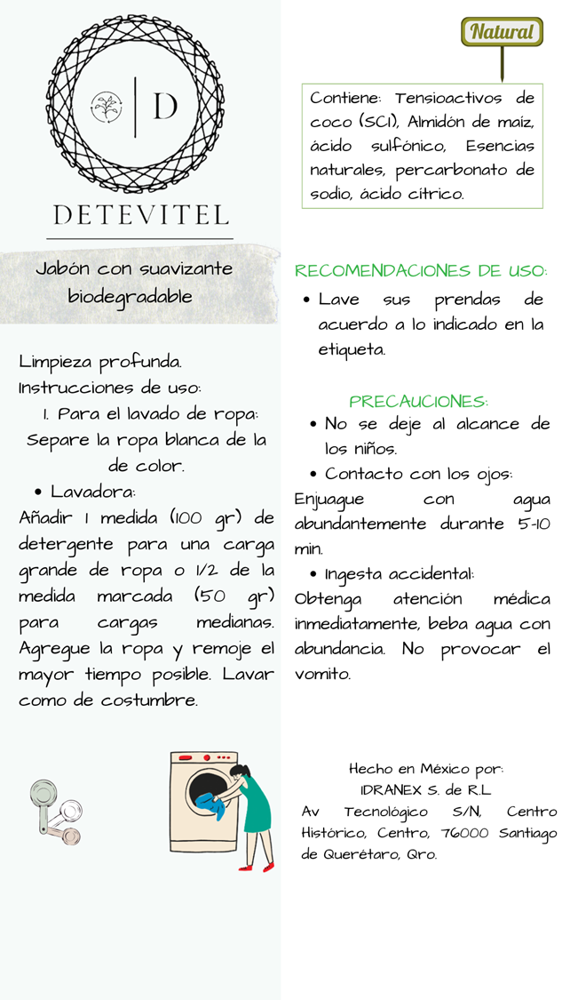 D
DETEVITEL
Jabón con suavizante
biodegradable
Limpieza profunda.
Instrucciones de uso:
1. Para el lavado de ropa:
Separe la ropa blanca de la
de color.
• Lavadora:
Añadir 1 medida (100 gr) de
detergente para una carga
grande de ropa o 1/2 de la
medida marcada (50 gr)
para cargas medianas.
Agregue la ropa y remoje el
mayor tiempo posible. Lavar
como de costumbre.
Natural
Contiene: Tensioactivos de
coco (SCI), Almidón de maíz,
ácido sulfónico, Esencias
naturales, percarbonato de
sodio, ácido cítrico.
RECOMENDACIONES DE USO:
• Lave sus prendas de
acuerdo a lo indicado en la
etiqueta.
PRECAUCIONES:
• No se deje al alcance de
los niños.
• Contacto con los ojos:
Enjuague con agua
abundantemente durante 5-10
min.
• Ingesta accidental:
Obtenga atención médica
inmediatamente, beba agua con
abundancia. No provocar el
vomito.
Hecho en México por:
IDRANEX S. de R.L
Av Tecnológico S/N, Centro
Histórico, Centro, 76000 Santiago
de Querétaro, Qro.